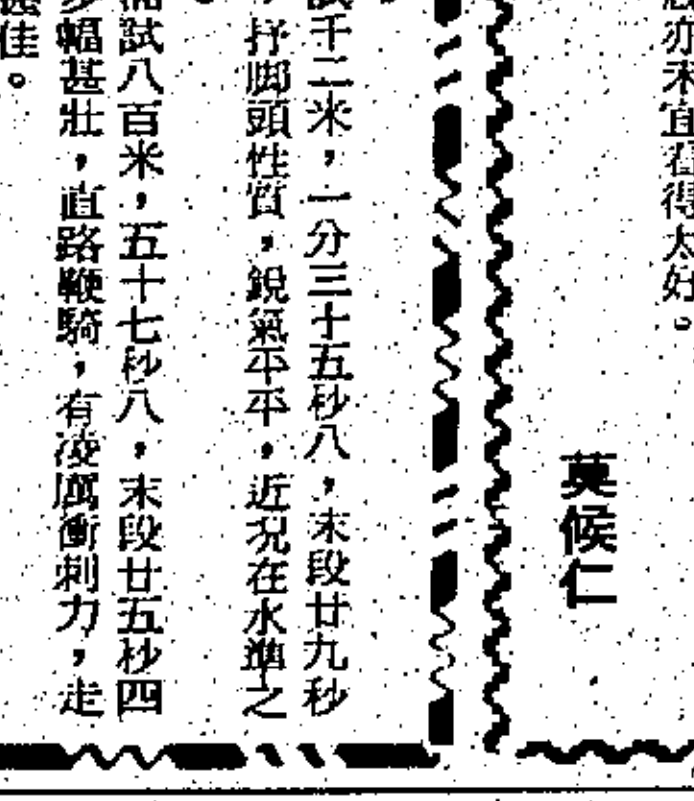 亦未宜看得太好。
莫候仁
試千二米，一分三十五秒八，末段廿九秒
，抒脚頭性質，銳氣平平，近況在水準之
試八百米，五十七秒八，末段廿五秒四
幅甚壯，直路鞭騎，有凌厲衝刺力，走
甚佳。